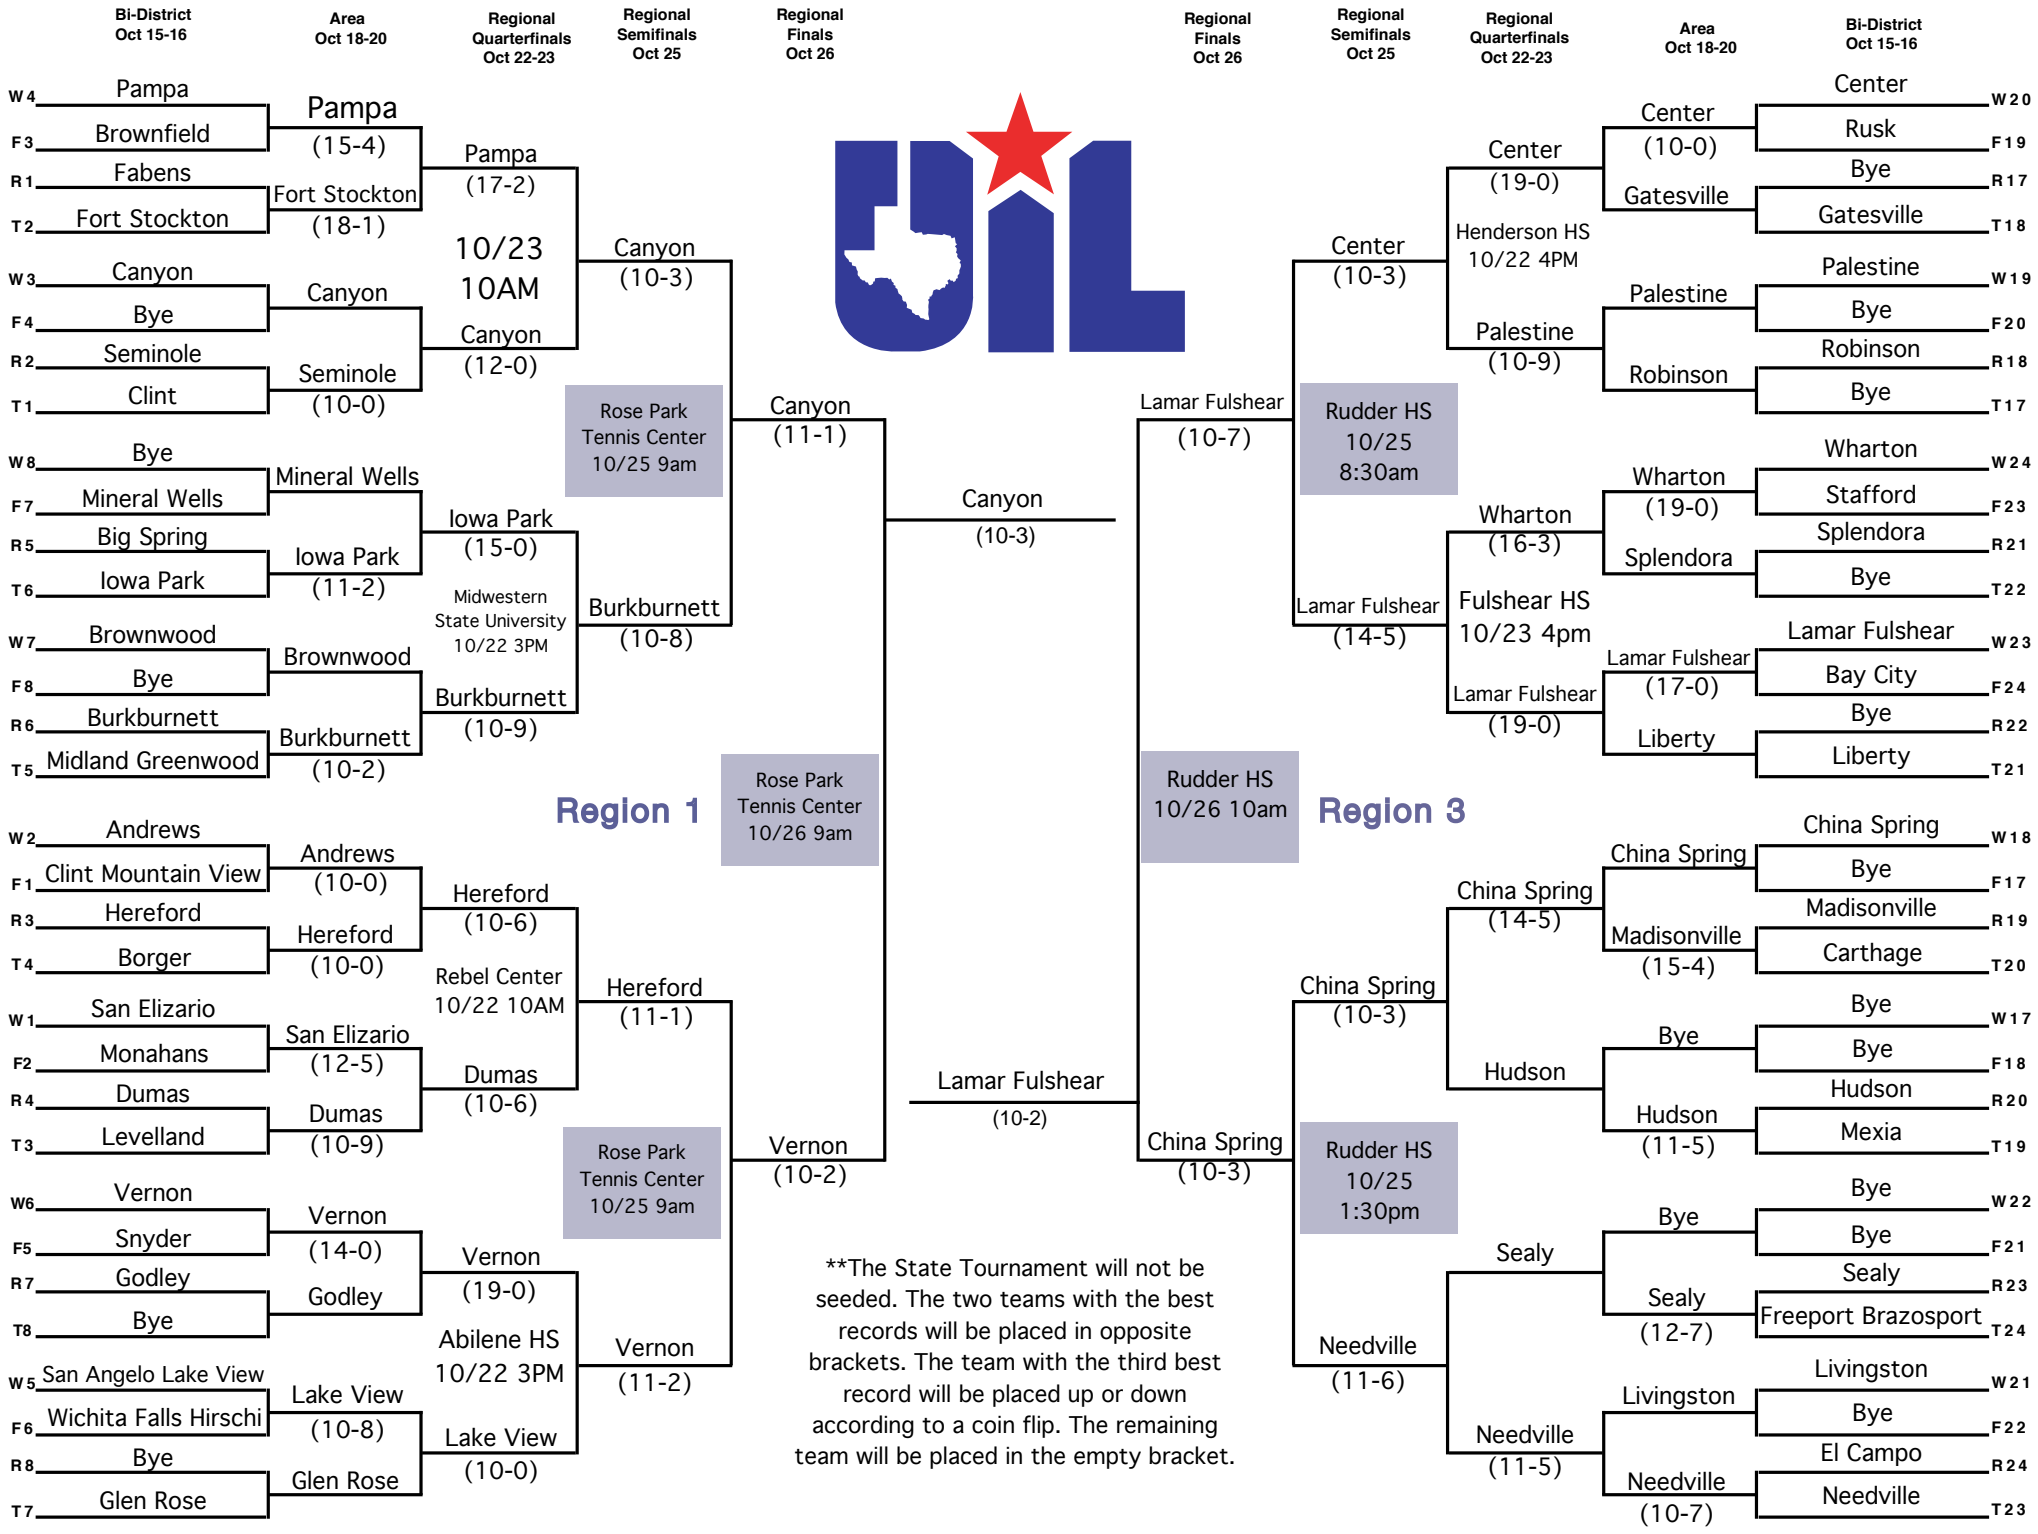 Bi-District
Oct 15-16
Area
Oct 18-20
Regional
Quarterfinals
Oct 22-23
Regional
Semifinals
Oct 25
Regional
Finals
Oct 26
Regional
Finals
Oct 26
Regional
Semifinals
Oct 25
Regional
Quarterfinals
Oct 22-23
Area
Oct 18-20
Bi-District
Oct 15-16
W4 Pampa
F3 Brownfield
R1 Fabens
T2 Fort Stockton
W3 Canyon
F4 Bye
R2 Seminole
T1 Clint
W8 Bye
F7 Mineral Wells
R5 Big Spring
T6 Iowa Park
W7 Brownwood
F8 Bye
R6 Burkburnett
T5 Midland Greenwood
W2 Andrews
F1 Clint Mountain View
R3 Hereford
T4 Borger
W1 San Elizario
F2 Monahans
R4 Dumas
T3 Levelland
W6 Vernon
F5 Snyder
R7 Godley
T8 Bye
W5 San Angelo Lake View
F6 Wichita Falls Hirschi
R8 Bye
T7 Glen Rose
Pampa
(15-4)
Fort Stockton
(18-1)
Canyon
Seminole
(10-0)
Mineral Wells
Iowa Park
(11-2)
Brownwood
Burkburnett
(10-2)
Andrews
(10-0)
Hereford
(10-0)
San Elizario
(12-5)
Dumas
(10-9)
Vernon
(14-0)
Godley
Lake View
(10-8)
Glen Rose
Pampa
(17-2)
10/23
10AM
Canyon
(12-0)
Iowa Park
(15-0)
Midwestern
State University
10/22 3PM
Burkburnett
(10-9)
Hereford
(10-6)
Rebel Center
10/22 10AM
Dumas
(10-6)
Vernon
(19-0)
Abilene HS
10/22 3PM
Lake View
(10-0)
Canyon
(10-3)
Rose Park
Tennis Center
10/25 9am
Burkburnett
(10-8)
Region 1
Hereford
(11-1)
Rose Park
Tennis Center
10/25 9am
Vernon
(11-2)
Canyon
(11-1)
Rose Park
Tennis Center
10/26 9am
Vernon
(10-2)
UIL
Canyon
(10-3)
Lamar Fulshear
(10-2)
**The State Tournament will not be
seeded. The two teams with the best
records will be placed in opposite
brackets. The team with the third best
record will be placed up or down
according to a coin flip. The remaining
team will be placed in the empty bracket.
Lamar Fulshear
(10-7)
Rudder HS
10/26 10am
China Spring
(10-3)
Center
(10-3)
Rudder HS
10/25
8:30am
Lamar Fulshear
(14-5)
Region 3
China Spring
(10-3)
Rudder HS
10/25
1:30pm
Needville
(11-6)
Center
(19-0)
Henderson HS
10/22 4PM
Palestine
(10-9)
Wharton
(16-3)
Fulshear HS
10/23 4pm
Lamar Fulshear
(19-0)
China Spring
(14-5)
Hudson
Sealy
Needville
(11-5)
Center
(10-0)
Gatesville
Palestine
Robinson
Wharton
(19-0)
Splendora
Lamar Fulshear
(17-0)
Liberty
China Spring
Madisonville
(15-4)
Bye
Hudson
(11-5)
Bye
Sealy
(12-7)
Livingston
Needville
(10-7)
Center W20
Rusk F19
Bye R17
Gatesville T18
Palestine W19
Bye F20
Robinson R18
Bye T17
Wharton W24
Stafford F23
Splendora R21
Bye T22
Lamar Fulshear W23
Bay City F24
Bye R22
Liberty T21
China Spring W18
Bye F17
Madisonville R19
Carthage T20
Bye W17
Bye F18
Hudson R20
Mexia T19
Bye W22
Bye F21
Sealy R23
Freeport Brazosport T24
Livingston W21
Bye F22
El Campo R24
Needville T23